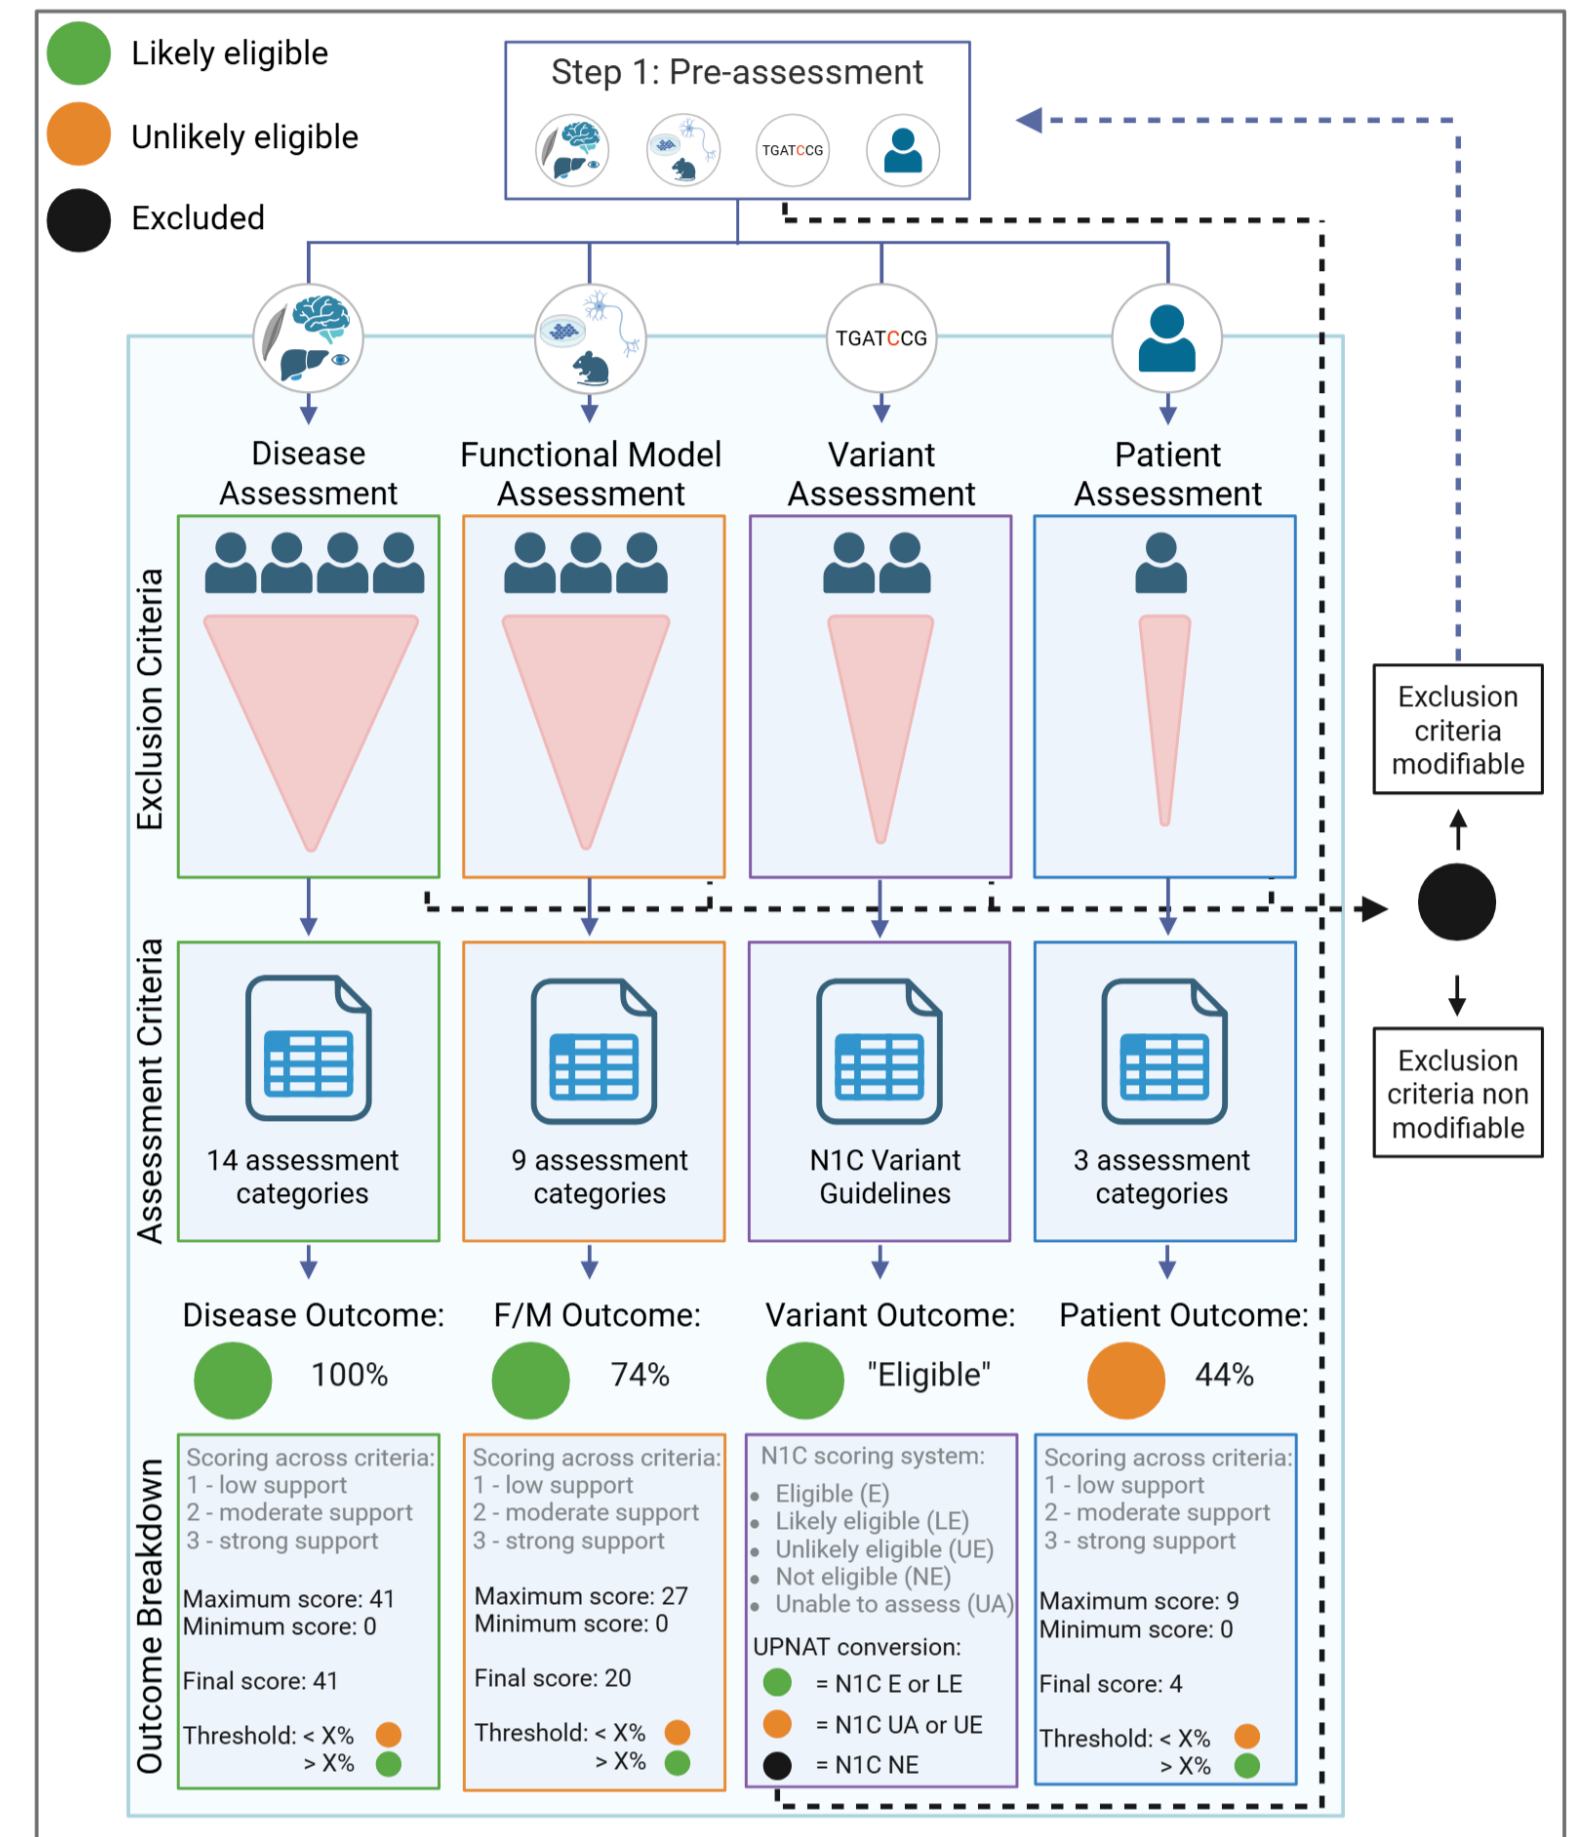 Likely eligible
Unlikely eligible
Excluded
Step 1: Pre-assessment
TGATCCG
TGATCCG
Disease
Assessment
Functional Model
Assessment
Variant
Assessment
Patient
Assessment
Exclusion Criteria
Exclusion
criteria
modifiable
Exclusion
criteria non
modifiable
Assessment Criteria
14 assessment
categories
9 assessment
categories
N1C Variant
Guidelines
3 assessment
categories
Disease Outcome:
100%
F/M Outcome:
74%
Variant Outcome:
"Eligible"
Patient Outcome:
44%
Outcome Breakdown
Scoring across criteria:
1 - low support
2 - moderate support
3 - strong support
Maximum score: 41
Minimum score: 0
Final score: 41
Threshold: < X%
> X%
Scoring across criteria:
1 - low support
2 - moderate support
3 - strong support
Maximum score: 27
Minimum score: 0
Final score: 20
Threshold: < X%
> X%
N1C scoring system:
• Eligible (E)
• Likely eligible (LE)
• Unlikely eligible (UE)
• Not eligible (NE)
• Unable to assess (UA)
UPNAT conversion:
= N1C E or LE
= N1C UA or UE
= N1C NE
Scoring across criteria:
1 - low support
2 - moderate support
3 - strong support
Maximum score: 9
Minimum score: 0
Final score: 4
Threshold: < X%
> X%